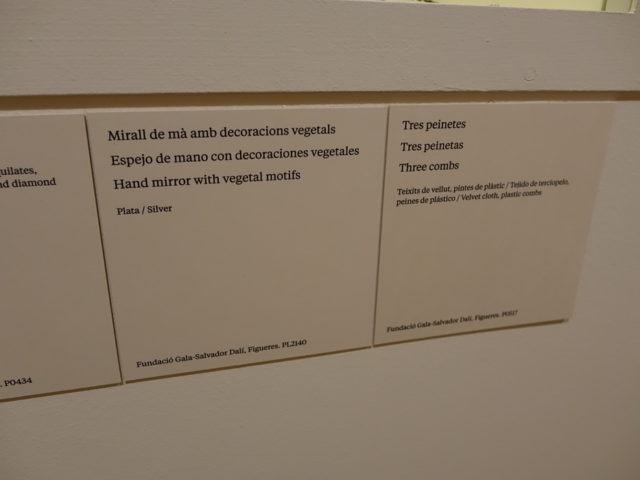 uilates,
nd diamond
. P0434
Mirall de mà amb decoracions vegetals
Espejo de mano con decoraciones vegetales
Hand mirror with vegetal motifs
Plata / Silver
Fundació Gala-Salvador Dalí, Figueres. PL2140
Tres peinetes
Tres peinetas
Three combs
Teixits de vellut, pintes de plàstic / Tejido de terciopelo,
peines de plástico / Velvet cloth, plastic combs
Fundació Gala-Salvador Dalí, Figueres. P0517